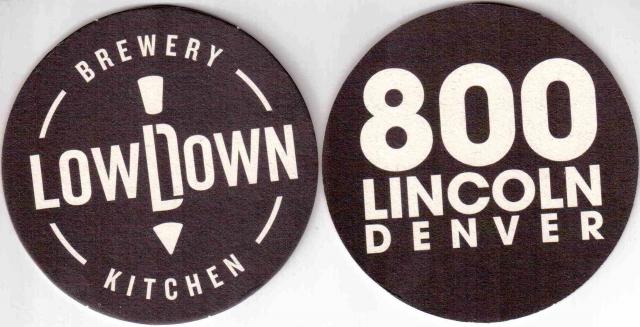 BREWERY
LOWDOWN
KITCHEN
800
LINCOLN
DENVER